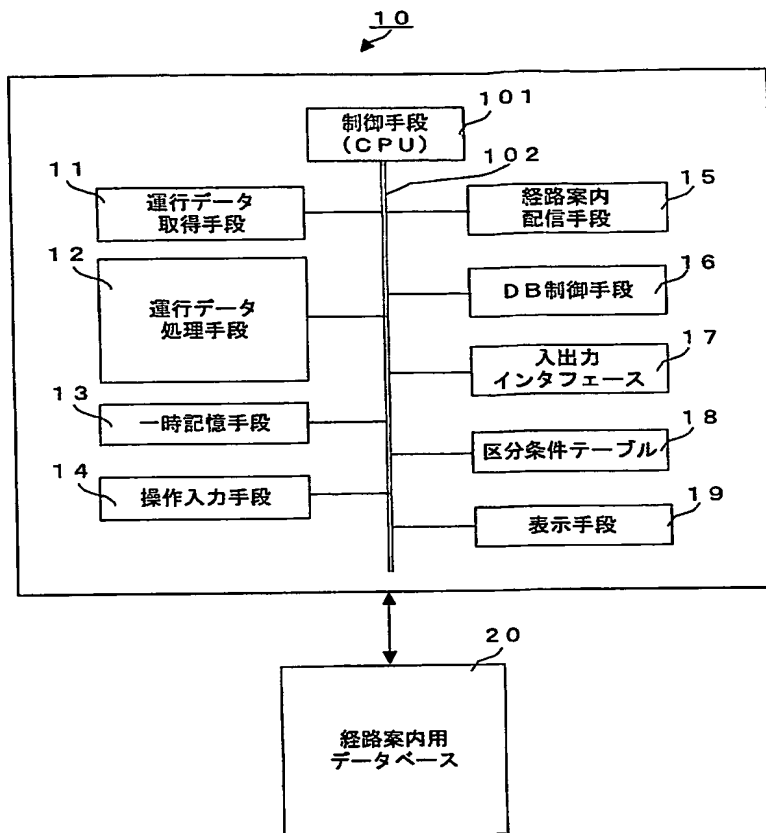 10
101
制御手段
(CPU)
102
11
運行データ
取得手段
15
経路案内
配信手段
12
運行データ
処理手段
16
DB制御手段
17
入出力
インタフェース
13
一時記憶手段
18
区分条件テーブル
14
操作入力手段
19
表示手段
20
経路案内用
データベース